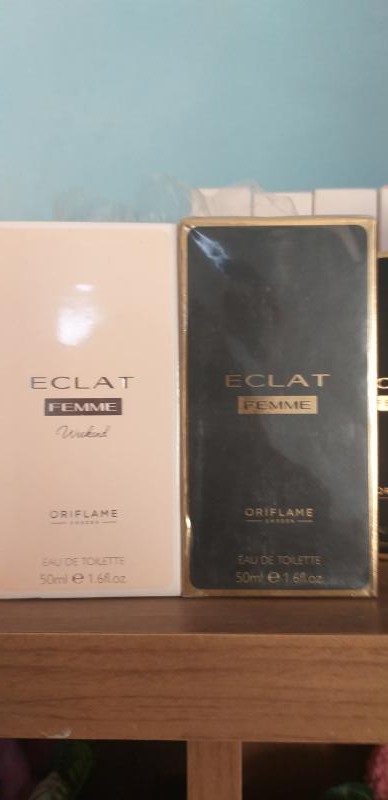 ECLAT
FEMME
Weekend
ORIFLAME
SWEDEN
EAU DE TOILETTE
50ml ℮ 1.6fl.oz.
ECLAT
FEMME
ORIFLAME
SWEDEN
EAU DE TOILETTE
50ml ℮ 1.6fl.oz.